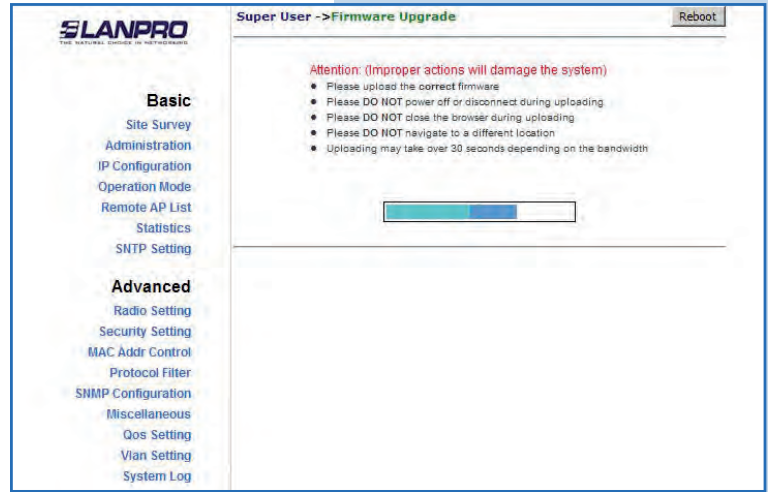 LANPRO
THE NATURAL CHOICE IN NETWORKING
Basic
Site Survey
Administration
IP Configuration
Operation Mode
Remote AP List
Statistics
SNTP Setting
Advanced
Radio Setting
Security Setting
MAC Addr Control
Protocol Filter
SNMP Configuration
Miscellaneous
Qos Setting
Vlan Setting
System Log
Super User ->Firmware Upgrade
Reboot
Attention: (Improper actions will damage the system)
Please upload the correct firmware
Please DO NOT power off or disconnect during uploading
Please DO NOT close the browser during uploading
Please DO NOT navigate to a different location
Uploading may take over 30 seconds depending on the bandwidth